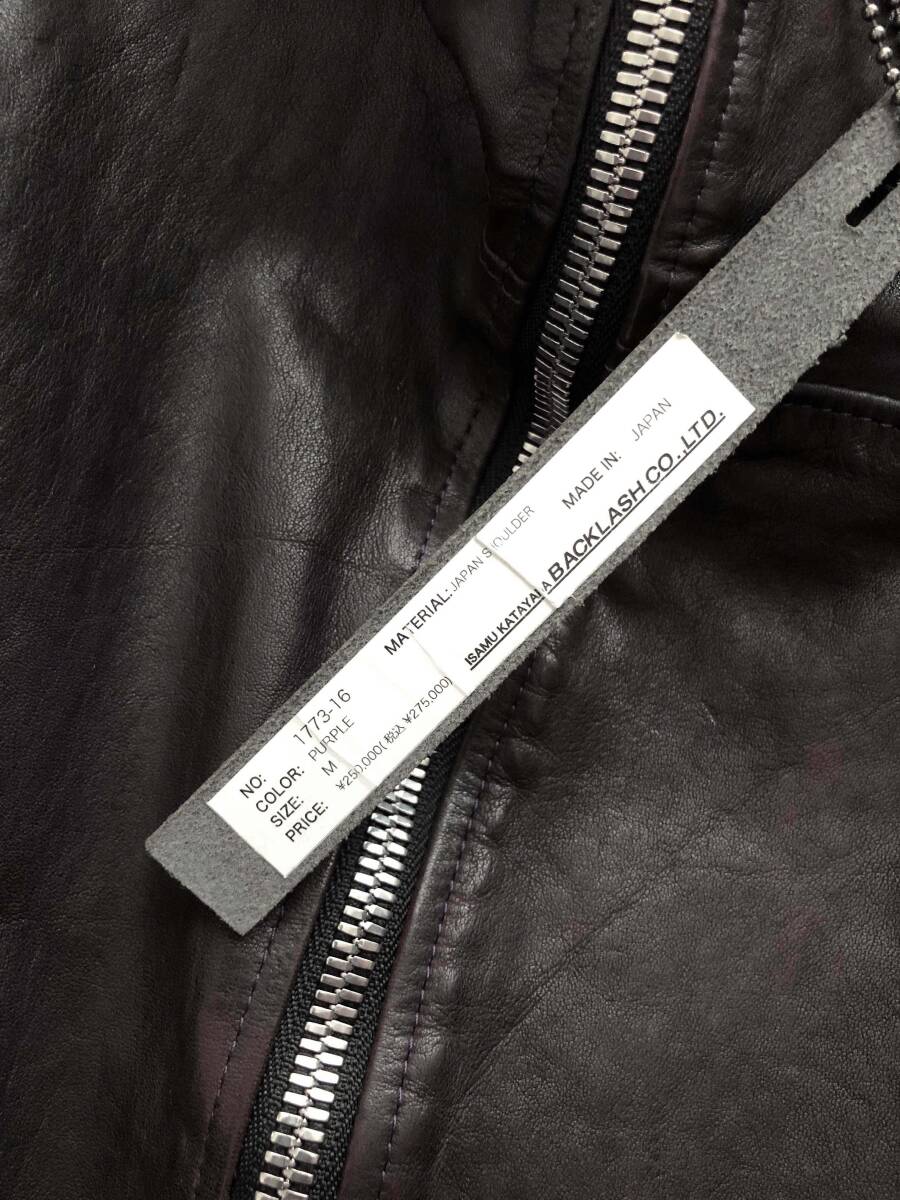 NO: 1773-16
COLOR: PURPLE
SIZE: M
PRICE: ¥250,000(税込 ¥275,000)
MATERIAL: JAPAN SHOULDER
MADE IN: JAPAN
ISAMU KATAYAMA BACKLASH CO.,LTD.